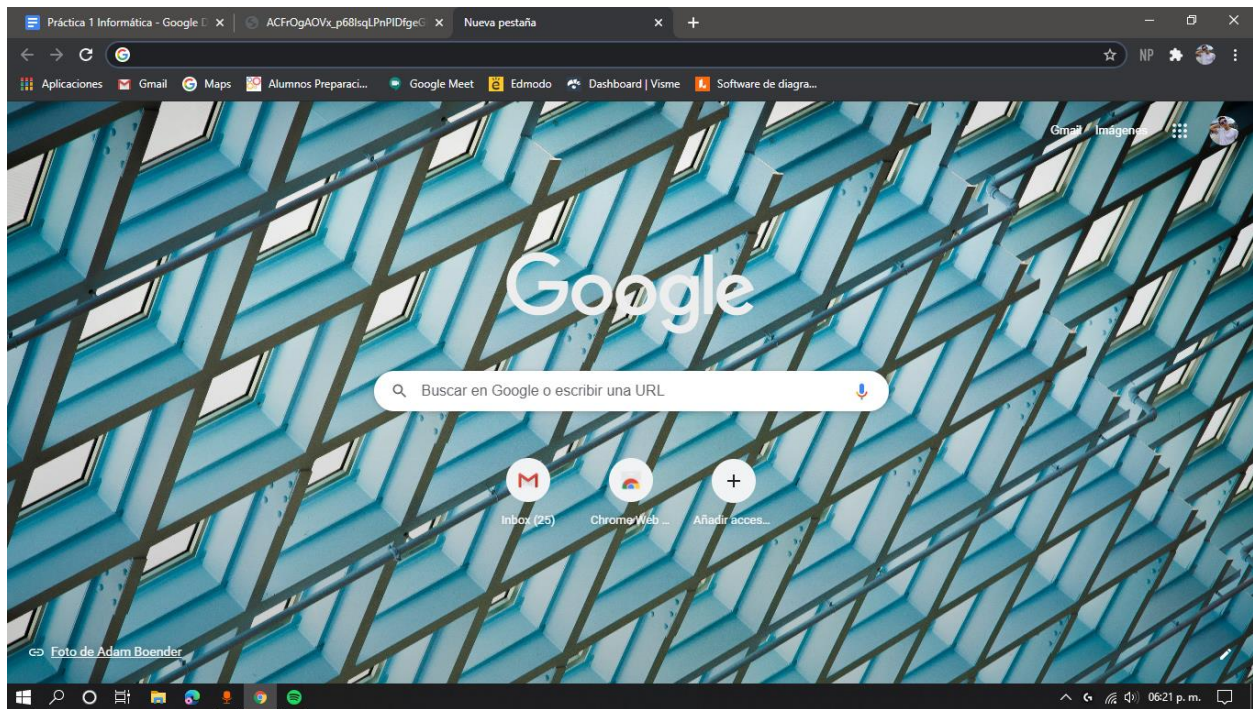 Práctica 1 Informática - Google D
ACFrOgAOVx_p68lsqLPnPIDfgeG
Nueva pestaña
NP
Aplicaciones
Gmail
Maps
Alumnos Preparaci...
Google Meet
Edmodo
Dashboard | Visme
Software de diagra...
Gmail
Imágenes
Google
Buscar en Google o escribir una URL
Inbox (25)
Chrome Web ...
Añadir acces...
Foto de Adam Boender
06:21 p. m.